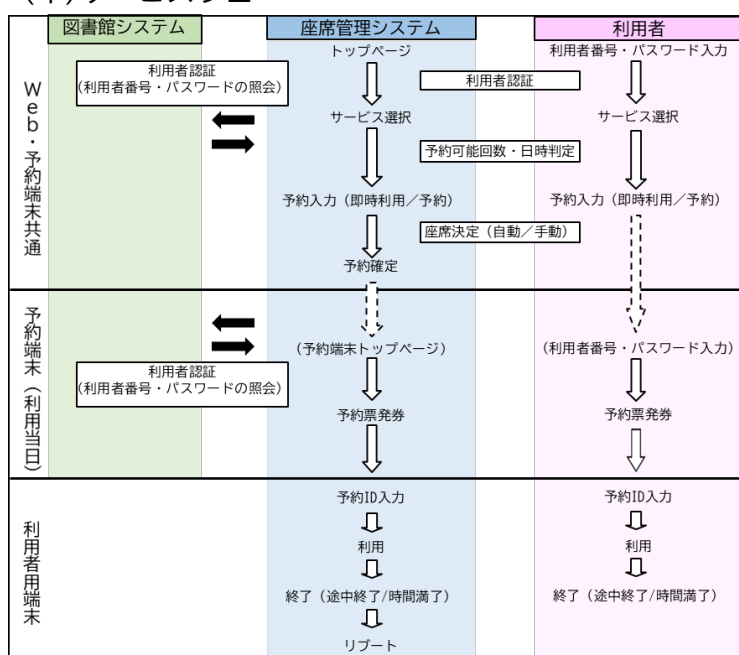 図書館システム
座席管理システム
利用者
Web・予約端末共通
トップページ
利用者番号・パスワード入力
利用者認証
(利用者番号・パスワードの照会)
利用者認証
サービス選択
サービス選択
予約可能回数・日時判定
予約入力(即時利用/予約)
予約入力(即時利用/予約)
座席決定(自動/手動)
予約確定
予約端末(利用当日)
(予約端末トップページ)
(利用者番号・パスワード入力)
利用者認証
(利用者番号・パスワードの照会)
予約票発券
予約票発券
利用者用端末
予約ID入力
予約ID入力
利用
利用
終了(途中終了/時間満了)
終了(途中終了/時間満了)
リブート